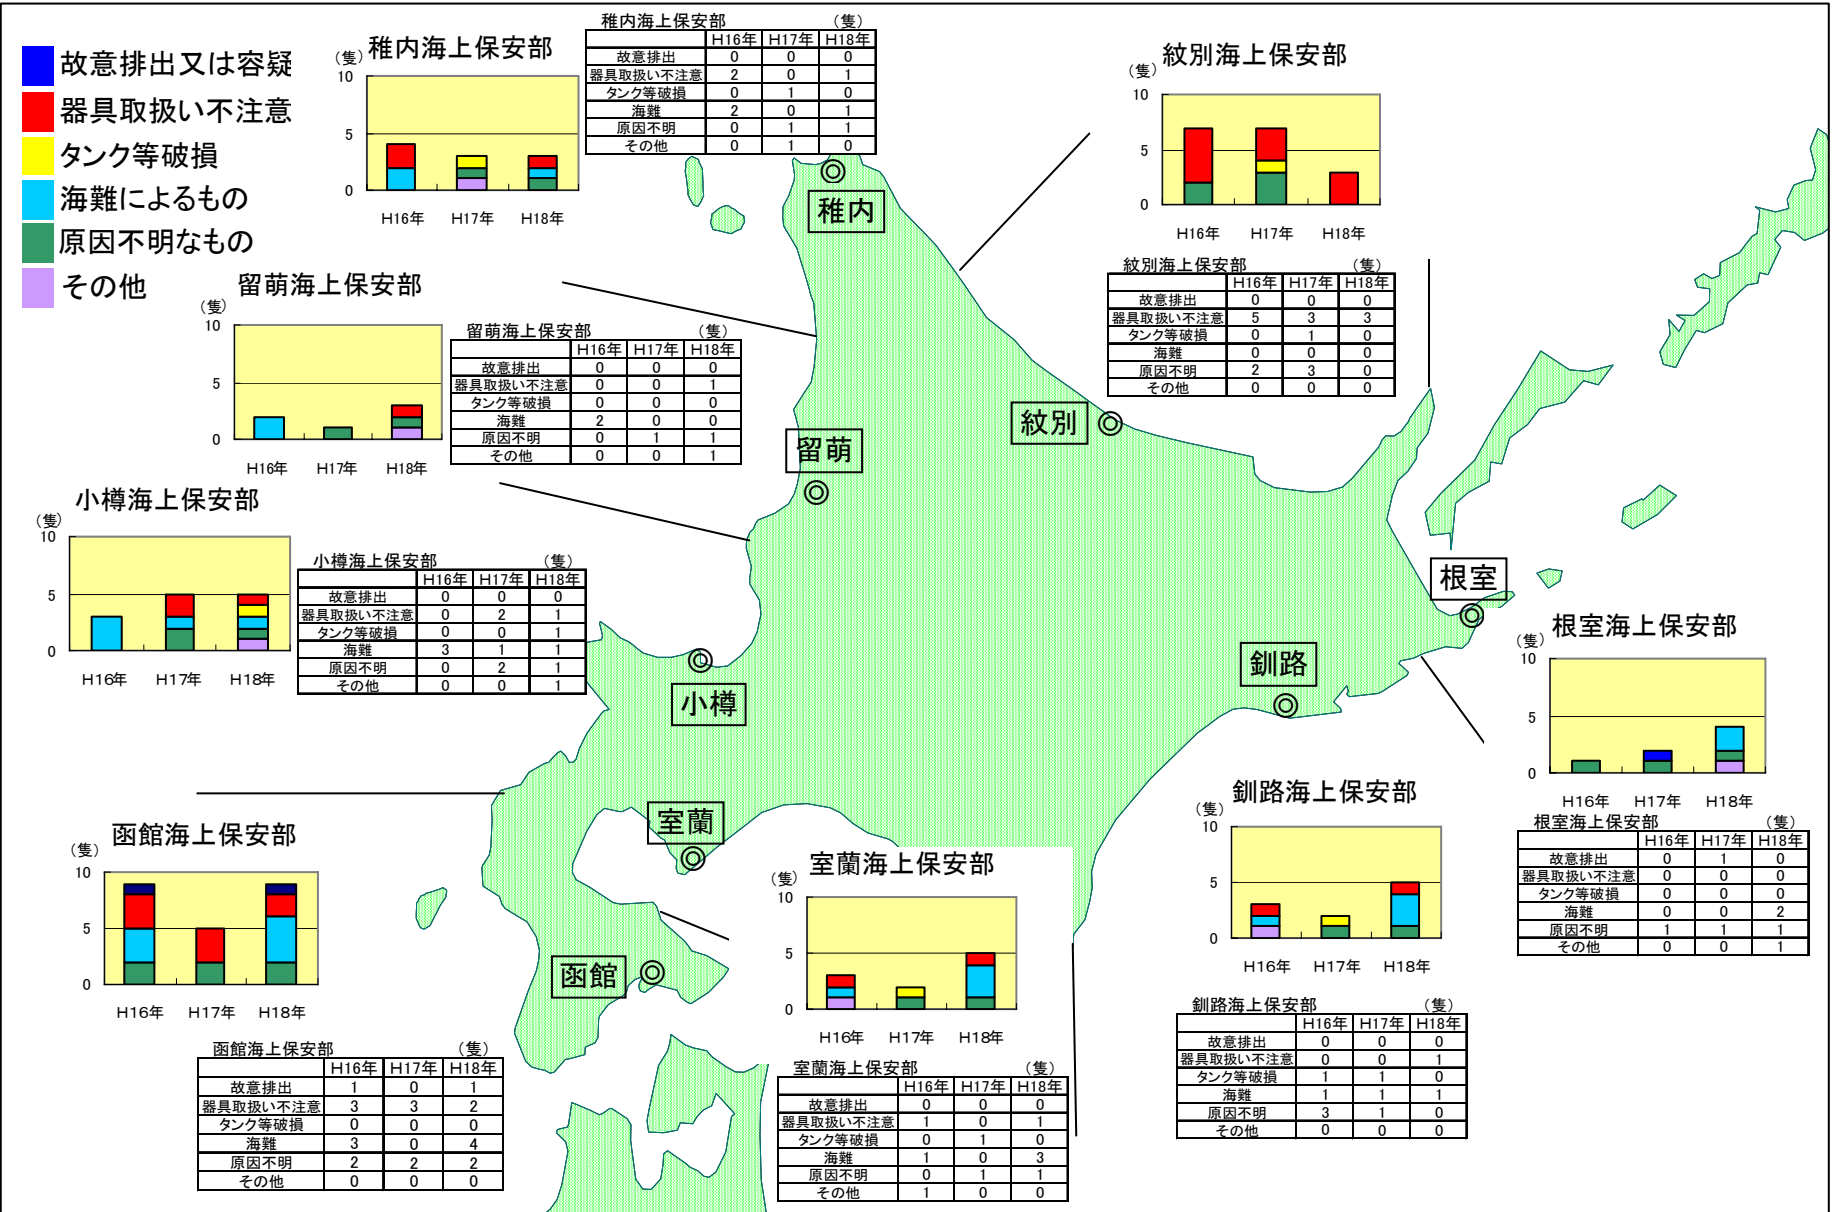 故意排出又は容疑
器具取扱い不注意
タンク等破損
海難によるもの
原因不明なもの
その他
稚内海上保安部
(隻)
10
5
0
H16年 H17年 H18年
稚内海上保安部 (隻)
H16年 H17年 H18年
故意排出 0 0 0
器具取扱い不注意 2 0 1
タンク等破損 0 1 0
海難 2 0 1
原因不明 0 1 1
その他 0 1 0
紋別海上保安部
(隻)
10
5
0
H16年 H17年 H18年
紋別海上保安部 (隻)
H16年 H17年 H18年
故意排出 0 0 0
器具取扱い不注意 5 3 3
タンク等破損 0 1 0
海難 0 0 0
原因不明 2 3 0
その他 0 0 0
留萌海上保安部
(隻)
10
5
0
H16年 H17年 H18年
留萌海上保安部 (隻)
H16年 H17年 H18年
故意排出 0 0 0
器具取扱い不注意 0 0 1
タンク等破損 0 0 0
海難 2 0 0
原因不明 0 1 1
その他 0 0 1
小樽海上保安部
(隻)
10
5
0
H16年 H17年 H18年
小樽海上保安部 (隻)
H16年 H17年 H18年
故意排出 0 0 0
器具取扱い不注意 0 2 1
タンク等破損 0 0 1
海難 3 1 1
原因不明 0 2 1
その他 0 0 1
稚内
紋別
留萌
根室
釧路
小樽
室蘭
函館
根室海上保安部
(隻)
10
5
0
H16年 H17年 H18年
根室海上保安部 (隻)
H16年 H17年 H18年
故意排出 0 1 0
器具取扱い不注意 0 0 0
タンク等破損 0 0 0
海難 0 0 2
原因不明 1 1 1
その他 0 0 1
釧路海上保安部
(隻)
10
5
0
H16年 H17年 H18年
釧路海上保安部 (隻)
H16年 H17年 H18年
故意排出 0 0 0
器具取扱い不注意 0 0 1
タンク等破損 1 1 0
海難 1 1 1
原因不明 3 1 0
その他 0 0 0
函館海上保安部
(隻)
10
5
0
H16年 H17年 H18年
函館海上保安部 (隻)
H16年 H17年 H18年
故意排出 1 0 1
器具取扱い不注意 3 3 2
タンク等破損 0 0 0
海難 3 0 4
原因不明 2 2 2
その他 0 0 0
室蘭海上保安部
(隻)
10
5
0
H16年 H17年 H18年
室蘭海上保安部 (隻)
H16年 H17年 H18年
故意排出 0 0 0
器具取扱い不注意 1 0 1
タンク等破損 0 1 0
海難 1 0 3
原因不明 0 1 1
その他 1 0 0